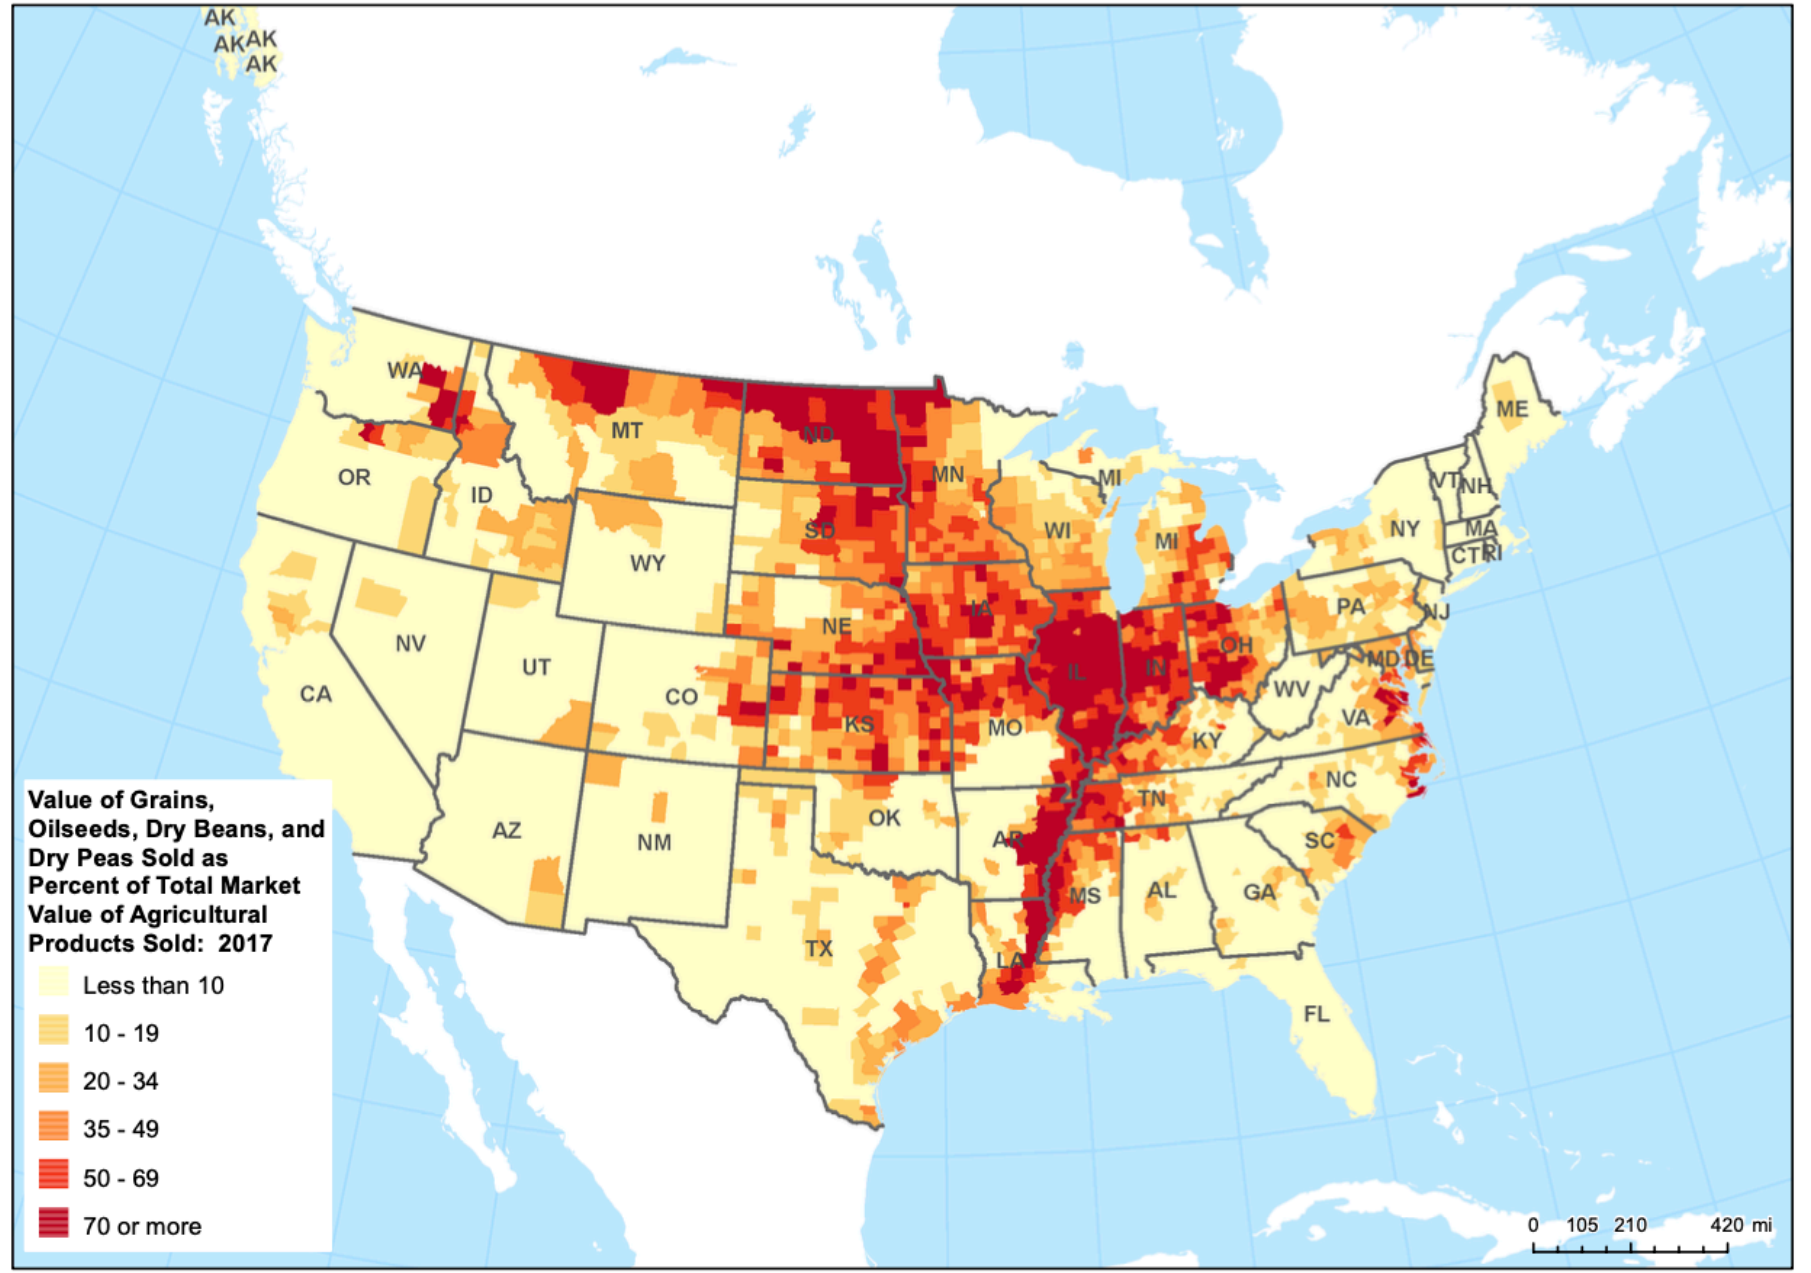 AK
AK AK
AK
WA
MT
ND
MN
MI
ME
VT NH
OR
ID
SD
WI
MI
NY
MA
CT RI
WY
IA
PA
NJ
NE
OH
NV
UT
IL
IN
MD DE
CA
CO
WV
KS
MO
VA
KY
NC
TN
AZ
NM
OK
AR
SC
MS
AL
GA
TX
LA
FL
Value of Grains,
Oilseeds, Dry Beans, and
Dry Peas Sold as
Percent of Total Market
Value of Agricultural
Products Sold: 2017
Less than 10
10 - 19
20 - 34
35 - 49
50 - 69
70 or more
0 105 210 420 mi